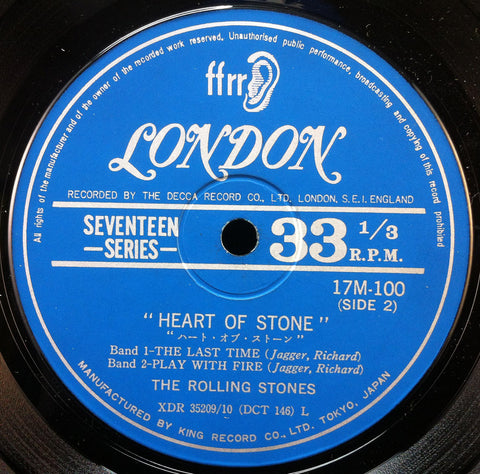 All rights of the manufacturer and of the owner of the recorded work reserved. Unauthorised public performance, broadcasting and copying of this record prohibited
ffrr
LONDON
RECORDED BY THE DECCA RECORD CO., LTD. LONDON, S.E.I. ENGLAND
SEVENTEEN
—SERIES—
33 1/3
R.P.M.
17M-100
(SIDE 2)
"HEART OF STONE"
"ハート・オブ・ストーン"
Band 1-THE LAST TIME (Jagger, Richard)
Band 2-PLAY WITH FIRE (Jagger, Richard)
THE ROLLING STONES
XDR 35209/10 (DCT 146) L
MANUFACTURED BY KING RECORD CO., LTD. TOKYO, JAPAN